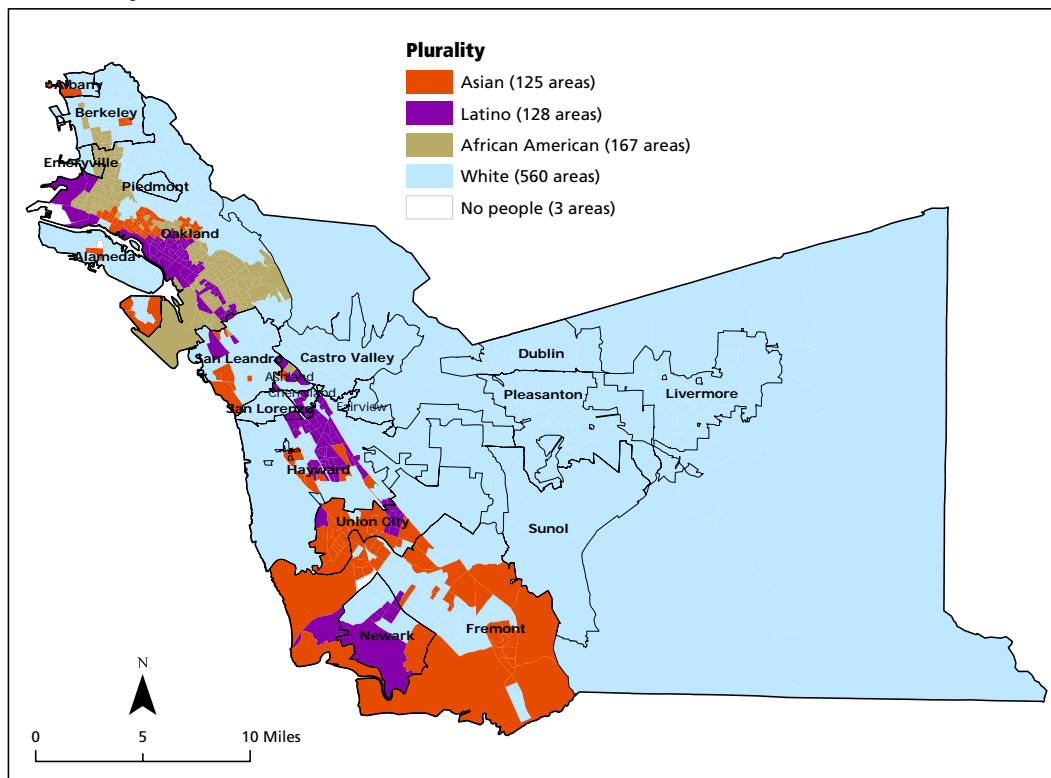 Plurality
Asian (125 areas)
Latino (128 areas)
African American (167 areas)
White (560 areas)
No people (3 areas)
Albany
Berkeley
Emeryville
Piedmont
Oakland
Alameda
San Leandro
Castro Valley
Dublin
Ashland
Cherryland
Pleasanton
Livermore
San Lorenzo
Fairview
Hayward
Union City
Sunol
Newark
Fremont
N
0 5 10 Miles